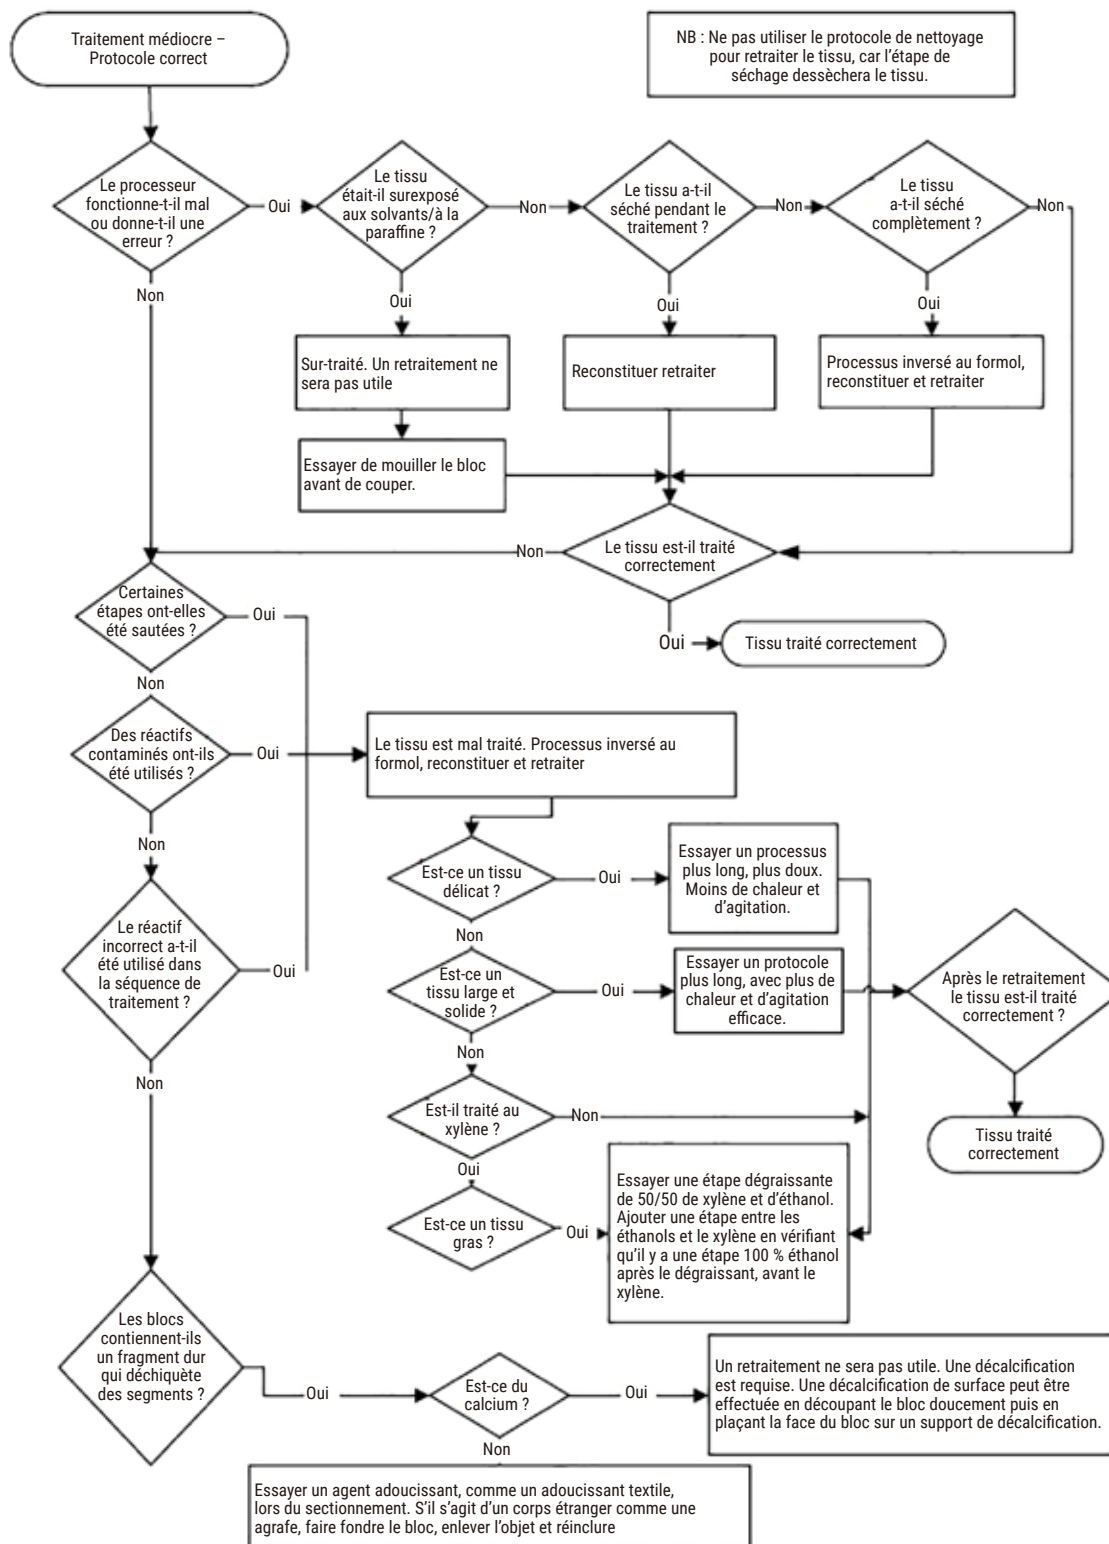 Traitement médiocre –
Protocole correct
NB : Ne pas utiliser le protocole de nettoyage
pour retraiter le tissu, car l'étape de
séchage dessèchera le tissu.
Le processeur
fonctionne-t-il mal
ou donne-t-il une
erreur ?
Oui
Le tissu
était-il surexposé
aux solvants/à la
paraffine ?
Non
Le tissu a-t-il
séché pendant le
traitement ?
Non
Le tissu
a-t-il séché
complètement ?
Non
Non
Oui
Oui
Oui
Sur-traité. Un retraitement ne
sera pas utile
Reconstituer retraiter
Processus inversé au formol,
reconstituer et retraiter
Essayer de mouiller le bloc
avant de couper.
Non
Le tissu est-il traité
correctement
Oui
Tissu traité correctement
Certaines
étapes ont-elles
été sautées ?
Oui
Non
Des réactifs
contaminés ont-ils
été utilisés ?
Oui
Le tissu est mal traité. Processus inversé au
formol, reconstituer et retraiter
Non
Le réactif
incorrect a-t-il
été utilisé dans
la séquence de
traitement ?
Oui
Non
Est-ce un tissu
délicat ?
Oui
Essayer un processus
plus long, plus doux.
Moins de chaleur et
d'agitation.
Non
Est-ce un
tissu large et
solide ?
Oui
Essayer un protocole
plus long, avec plus de
chaleur et d'agitation
efficace.
Après le retraitement
le tissu est-il traité
correctement ?
Non
Est-il traité au
xylène ?
Non
Tissu traité
correctement
Oui
Est-ce un tissu
gras ?
Oui
Essayer une étape dégraissante
de 50/50 de xylène et d'éthanol.
Ajouter une étape entre les
éthanols et le xylène en vérifiant
qu'il y a une étape 100 % éthanol
après le dégraissant, avant le
xylène.
Les blocs
contiennent-ils
un fragment dur
qui déchiquète
des segments ?
Oui
Est-ce du
calcium ?
Oui
Un retraitement ne sera pas utile. Une décalcification
est requise. Une décalcification de surface peut être
effectuée en découpant le bloc doucement puis en
plaçant la face du bloc sur un support de décalcification.
Non
Essayer un agent adoucissant, comme un adoucissant textile,
lors du sectionnement. S'il s'agit d'un corps étranger comme une
agrafe, faire fondre le bloc, enlever l'objet et réinclure